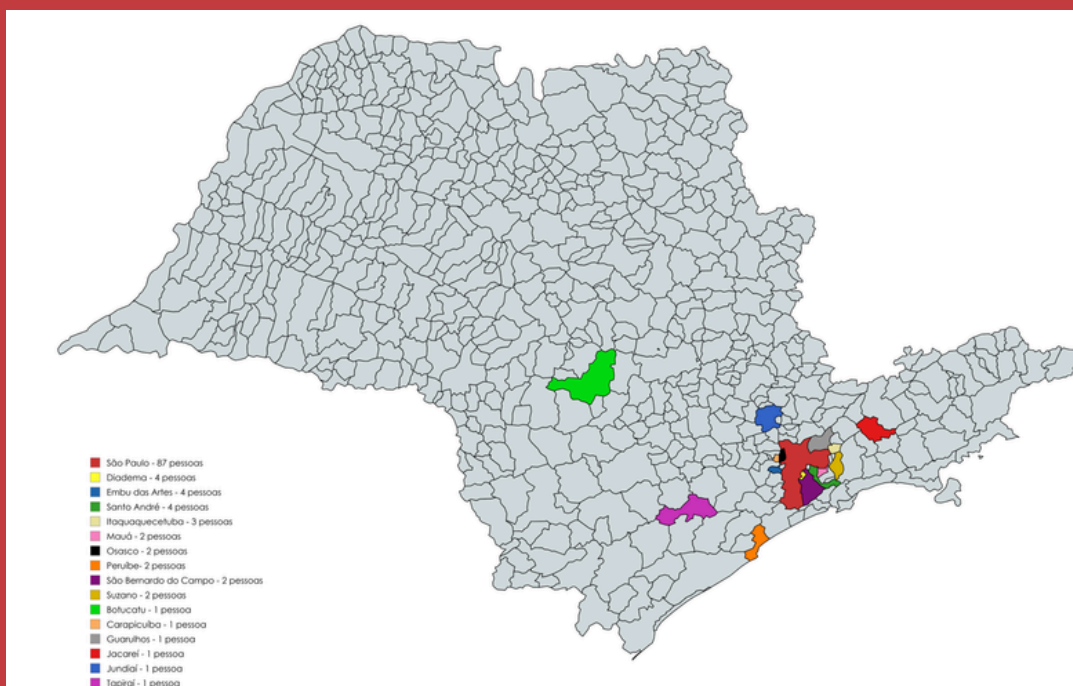 São Paulo - 87 pessoas
Diadema - 4 pessoas
Embu das Artes - 4 pessoas
Santo André - 4 pessoas
Itaquaquecetuba - 3 pessoas
Mauá - 2 pessoas
Osasco - 2 pessoas
Peruíbe- 2 pessoas
São Bernardo do Campo - 2 pessoas
Suzano - 2 pessoas
Botucatu - 1 pessoa
Carapicuíba - 1 pessoa
Guarulhos - 1 pessoa
Jacareí - 1 pessoa
Jundiaí - 1 pessoa
Tapiraí - 1 pessoa